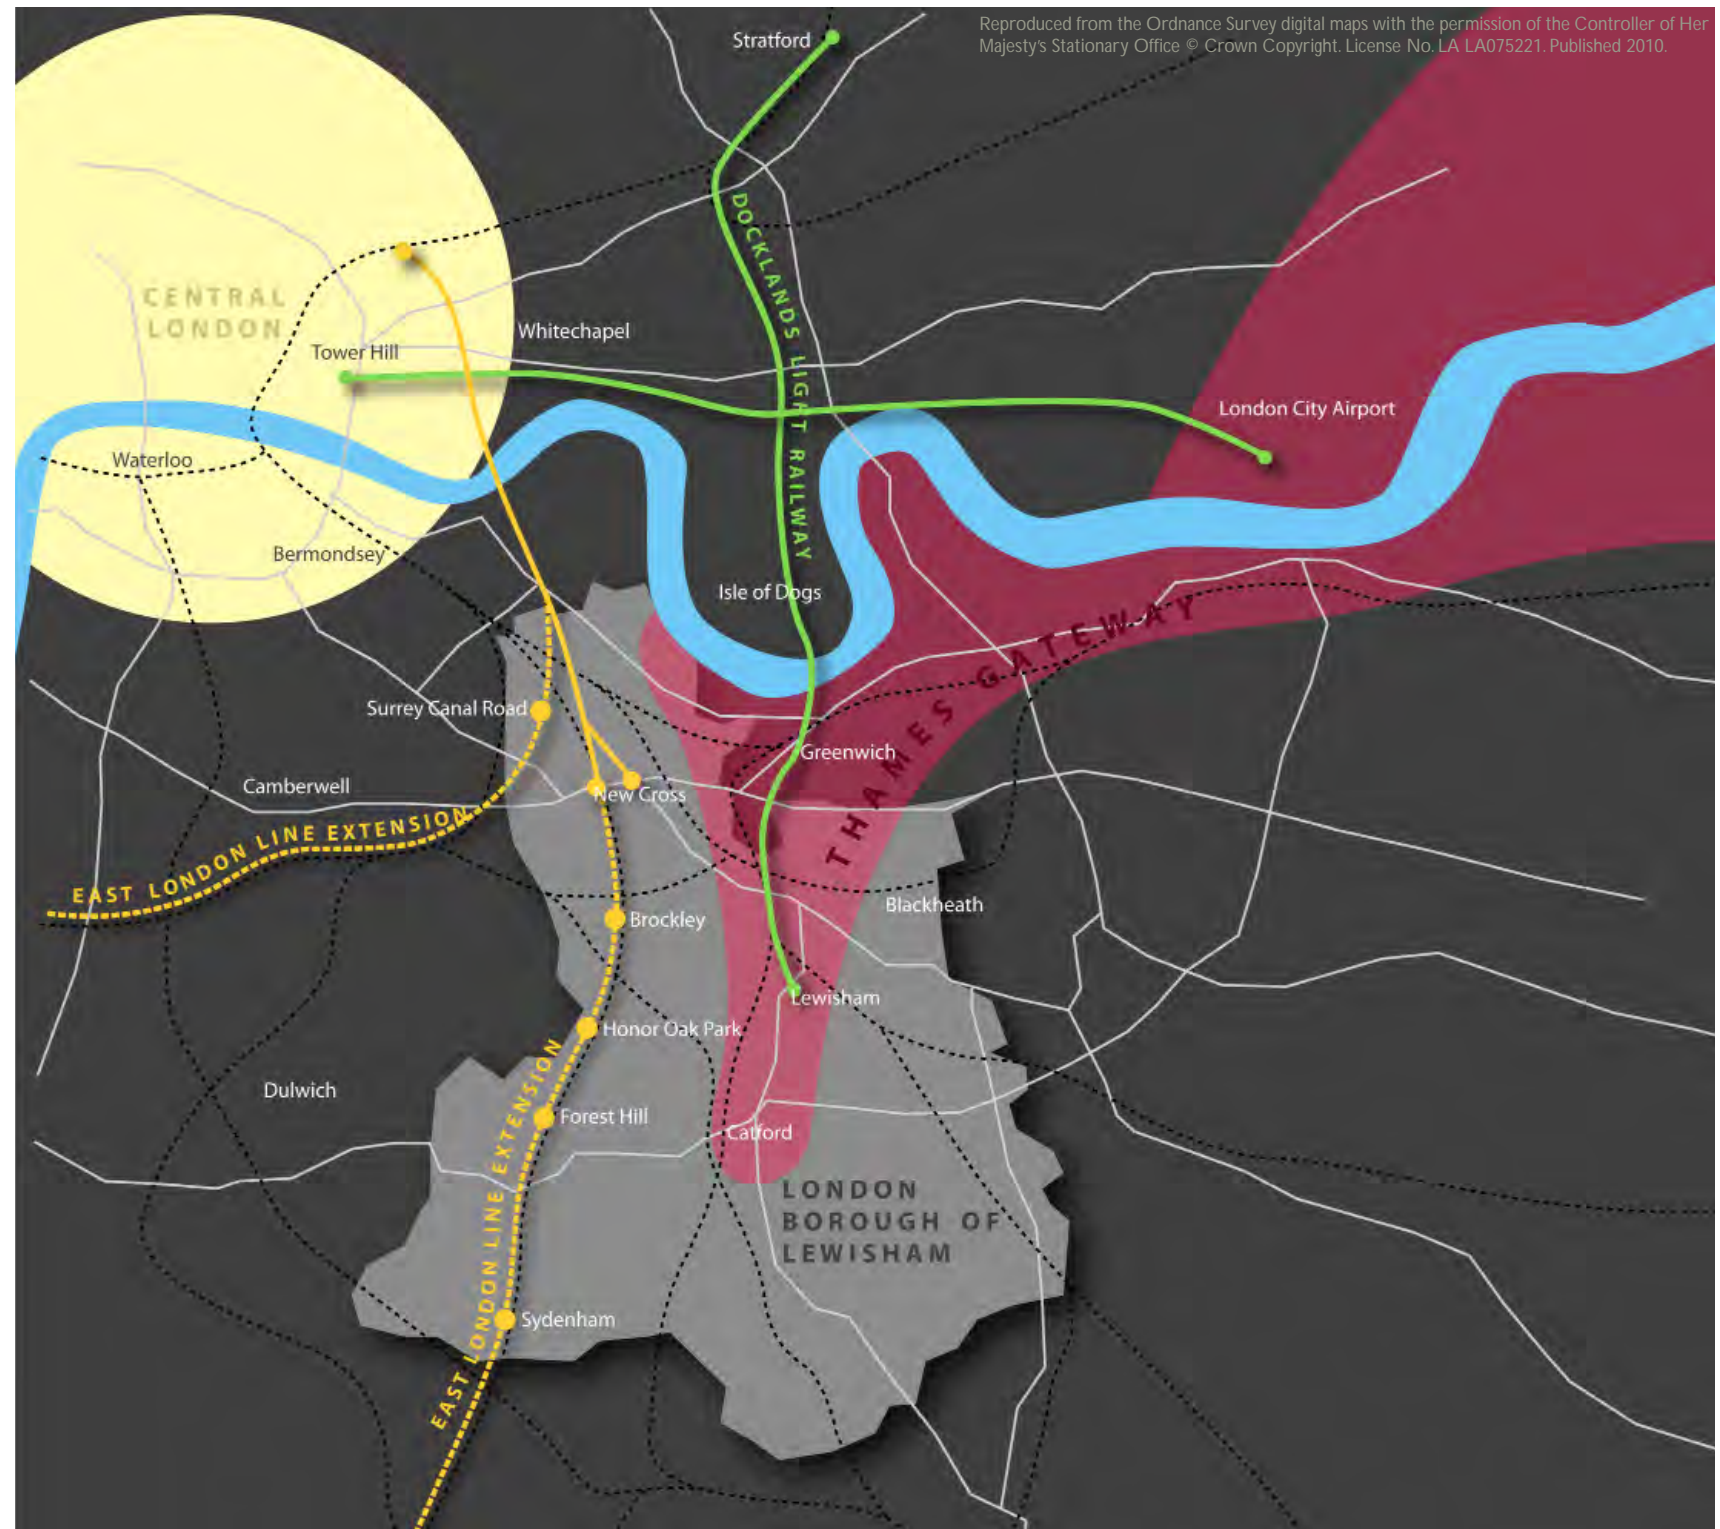 Reproduced from the Ordnance Survey digital maps with the permission of the Controller of Her
Majesty's Stationary Office © Crown Copyright. License No. LA LA075221. Published 2010.
Stratford
DOCKLANDS LIGHT RAILWAY
CENTRAL
LONDON
Whitechapel
Tower Hill
London City Airport
Waterloo
Bermondsey
Isle of Dogs
THAMES GATEWAY
Surrey Canal Road
Greenwich
Camberwell
New Cross
EAST LONDON LINE EXTENSION
Blackheath
Brockley
Lewisham
Honor Oak Park
Dulwich
Forest Hill
Catford
EAST LONDON LINE EXTENSION
LONDON
BOROUGH OF
LEWISHAM
Sydenham